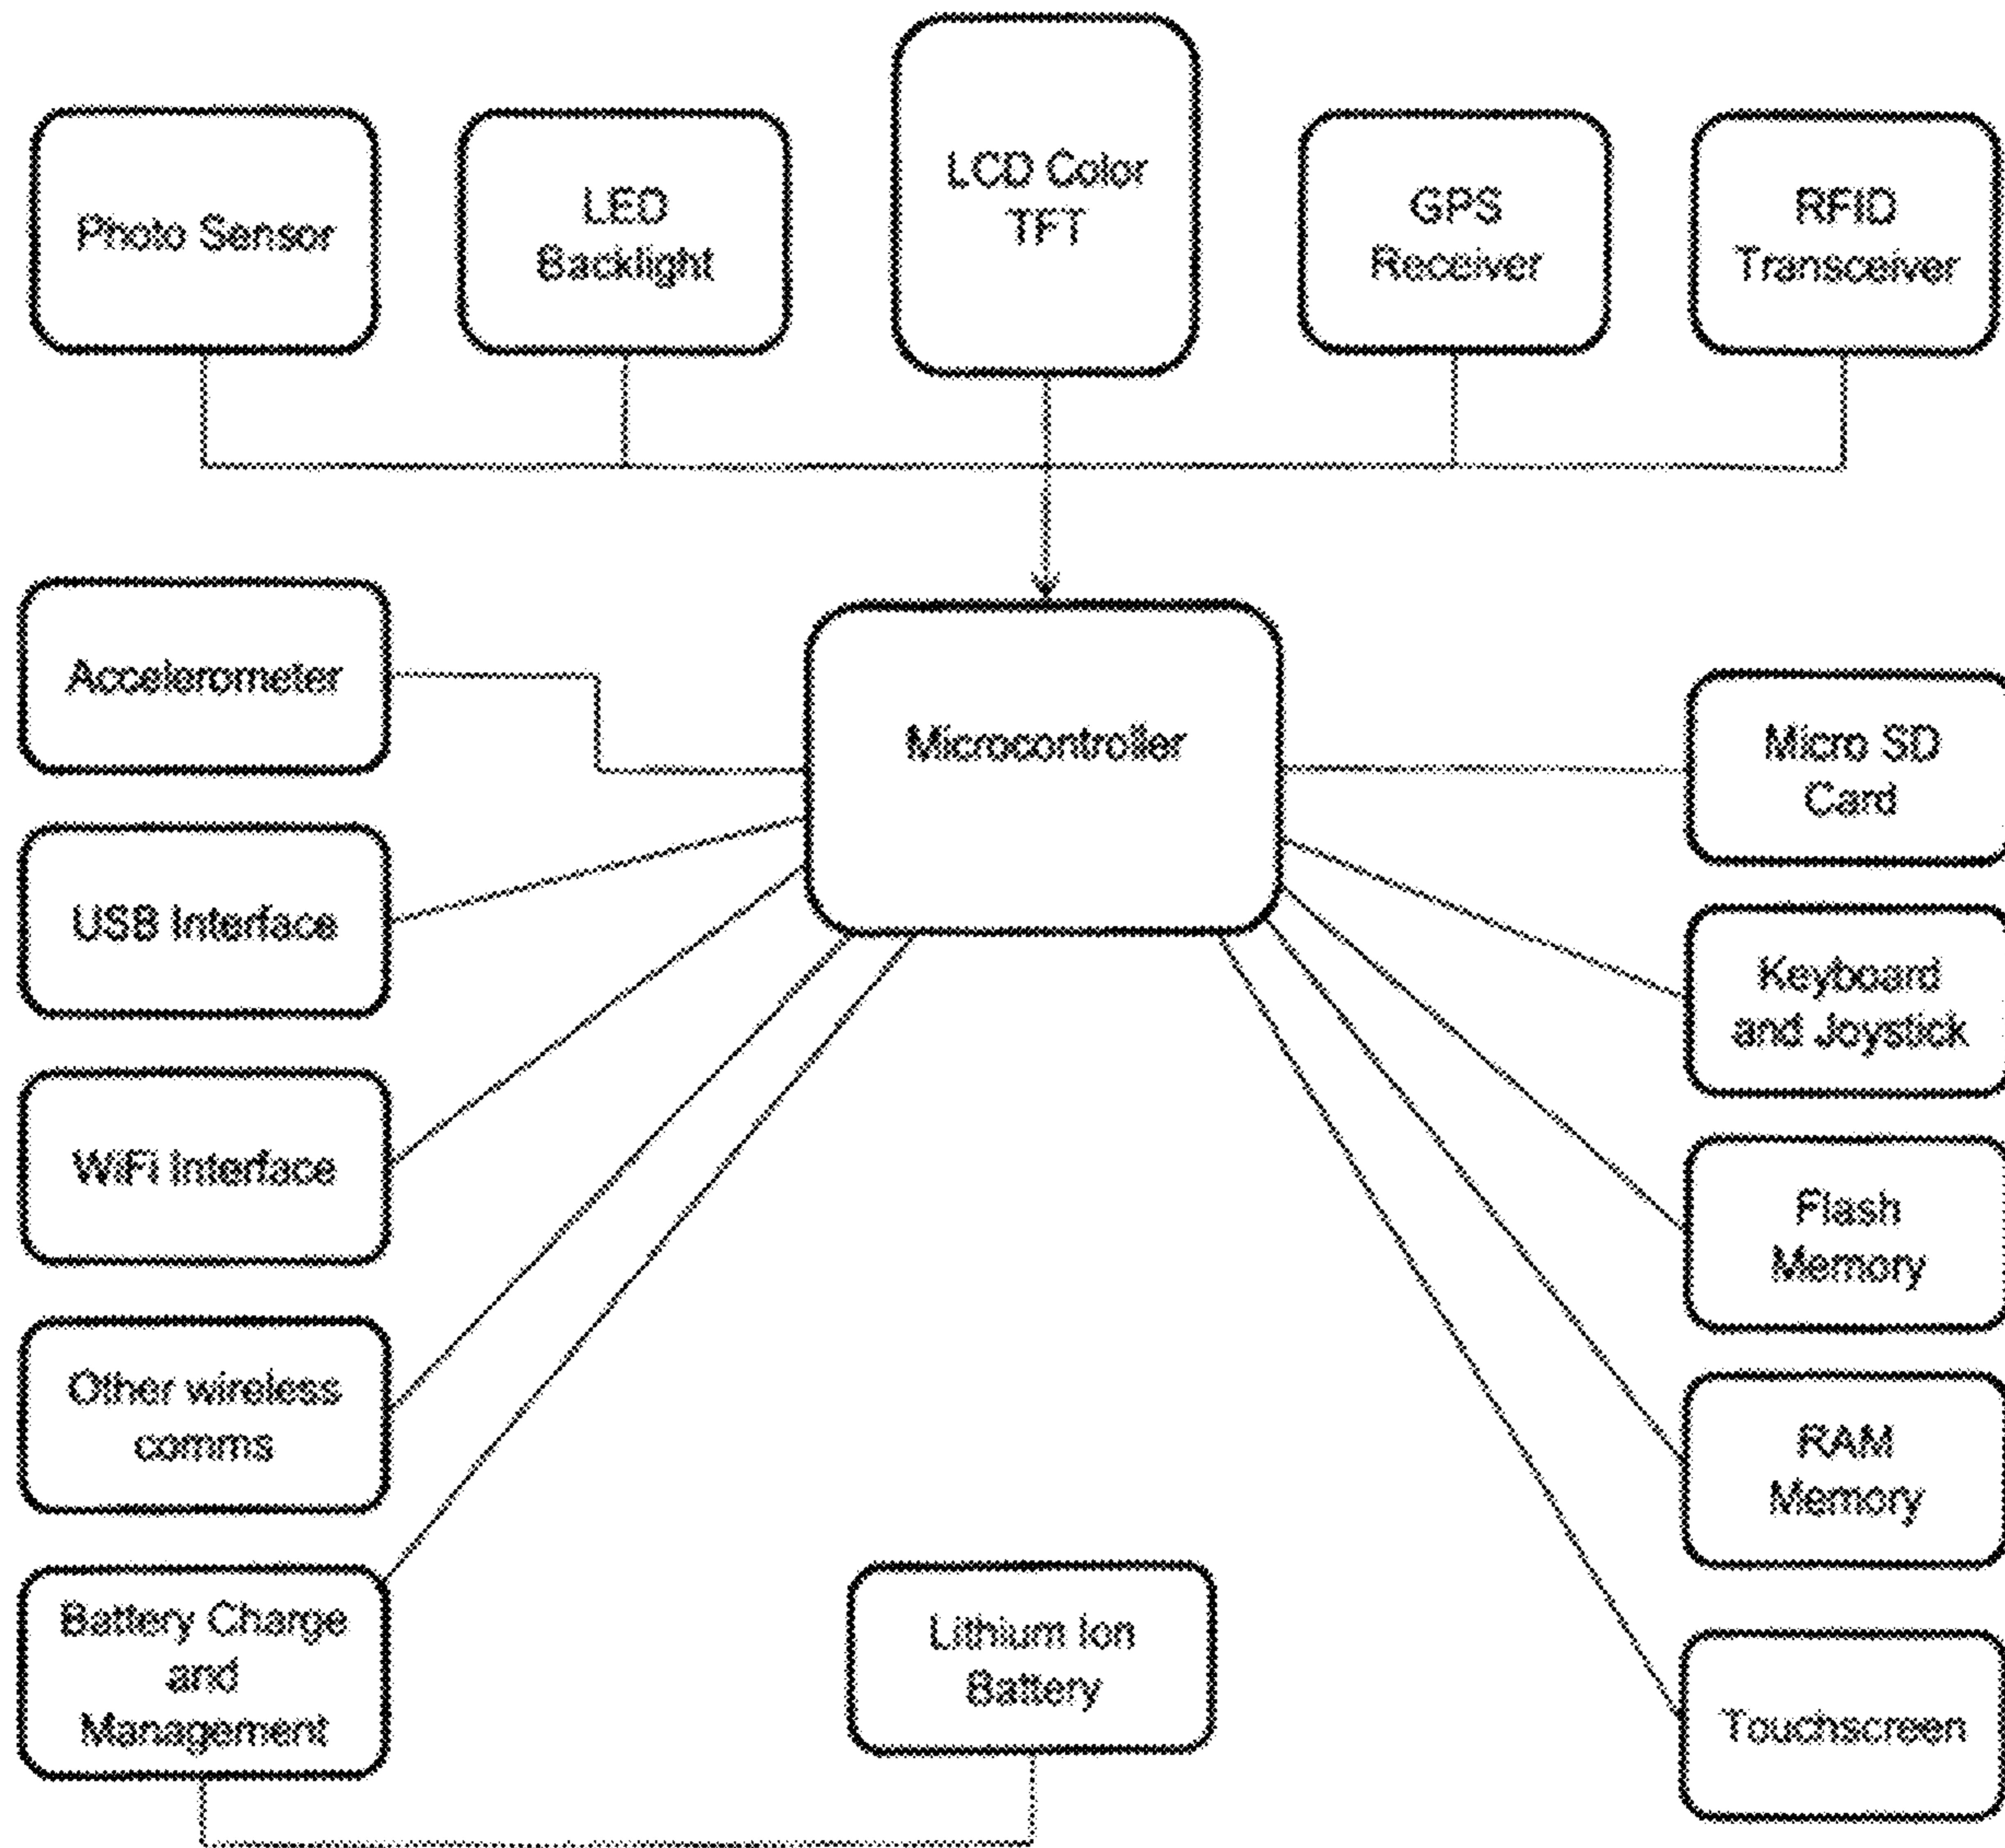 Photo Sensor
LED
Backlight
LCD Color
TFT
GPS
Receiver
RFID
Transceiver
Accelerometer
Microcontroller
Micro SD
Card
USB Interface
Keyboard
and Joystick
WiFi Interface
Flash
Memory
Other wireless
comms
RAM
Memory
Battery Charge
and
Management
Lithium Ion
Battery
Touchscreen